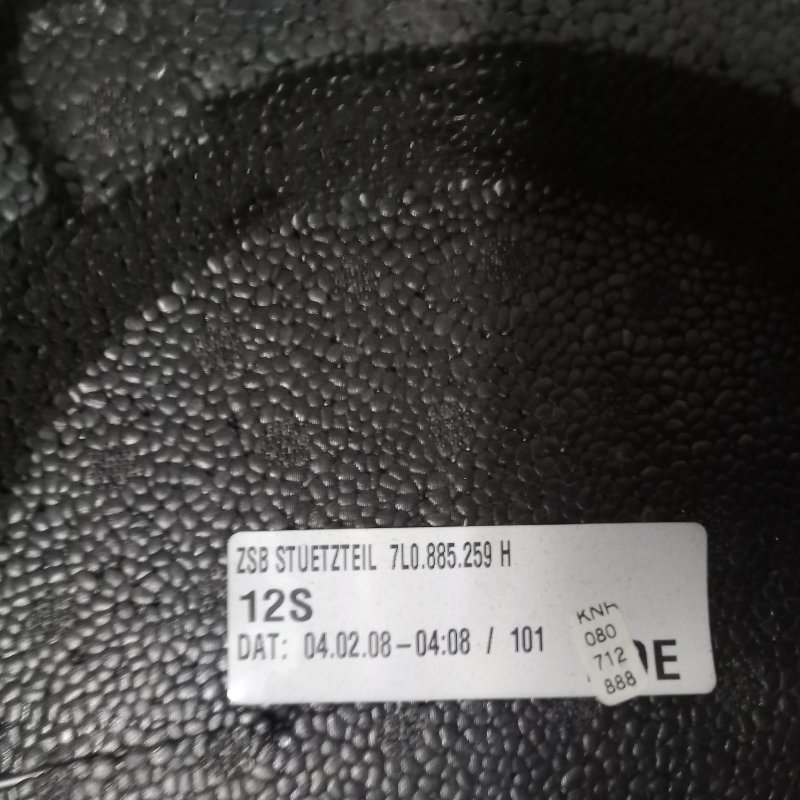 ZSB STUETZTEIL 7L0.885.259 H
12S
DAT: 04.02.08-04:08 / 101
080
712
888